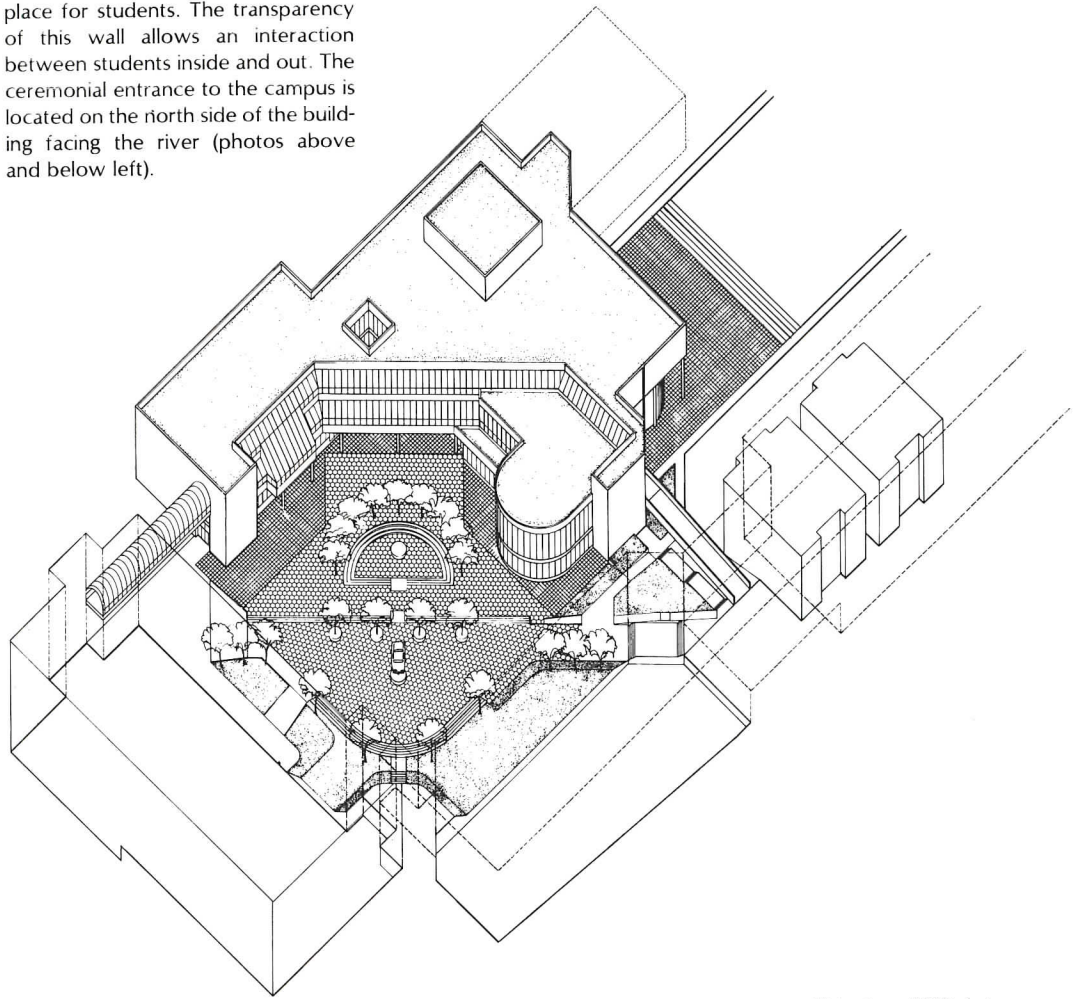 place for students. The transparency
of this wall allows an interaction
between students inside and out. The
ceremonial entrance to the campus is
located on the north side of the build-
ing facing the river (photos above
and below left).